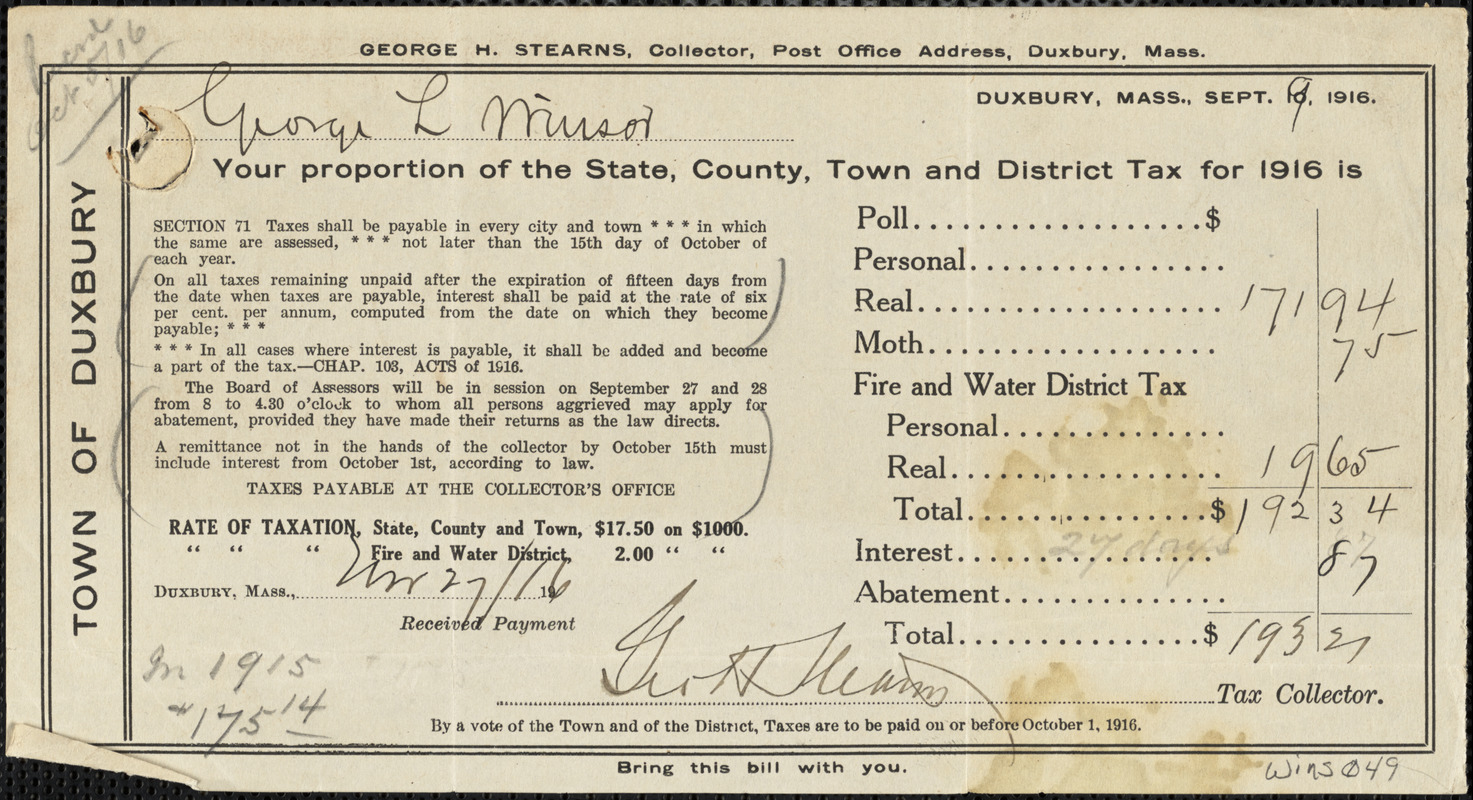 Oct 5/16
GEORGE H. STEARNS, Collector, Post Office Address, Duxbury, Mass.
TOWN OF DUXBURY
George L Winsor
DUXBURY, MASS., SEPT. 9, 1916.
Your proportion of the State, County, Town and District Tax for 1916 is
SECTION 71 Taxes shall be payable in every city and town * * * in which
the same are assessed, * * * not later than the 15th day of October of
each year.
On all taxes remaining unpaid after the expiration of fifteen days from
the date when taxes are payable, interest shall be paid at the rate of six
per cent. per annum, computed from the date on which they become
payable; * * *
* * * In all cases where interest is payable, it shall be added and become
a part of the tax.—CHAP. 103, ACTS of 1916.
The Board of Assessors will be in session on September 27 and 28
from 8 to 4.30 o'clock to whom all persons aggrieved may apply for
abatement, provided they have made their returns as the law directs.
A remittance not in the hands of the collector by October 15th must
include interest from October 1st, according to law.
TAXES PAYABLE AT THE COLLECTOR'S OFFICE
RATE OF TAXATION, State, County and Town, $17.50 on $1000.
" " " Fire and Water District, 2.00 " "
DUXBURY, MASS., Nov 27/16 19
Received Payment
In 1915
175 14
Poll....................$
Personal..................
Real..................... 171 94
Moth.................... 75
Fire and Water District Tax
Personal................
Real................... 19 65
Total................$ 192 34
Interest................... 27 days 87
Abatement................
Total.................$ 193 21
Geo H Stearns
Tax Collector.
By a vote of the Town and of the District, Taxes are to be paid on or before October 1, 1916.
Bring this bill with you.
Wins 049